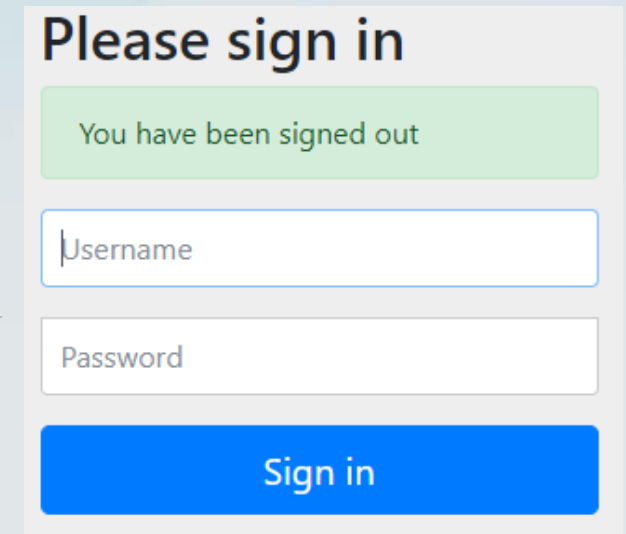 Please sign in
You have been signed out
Username
Password
Sign in